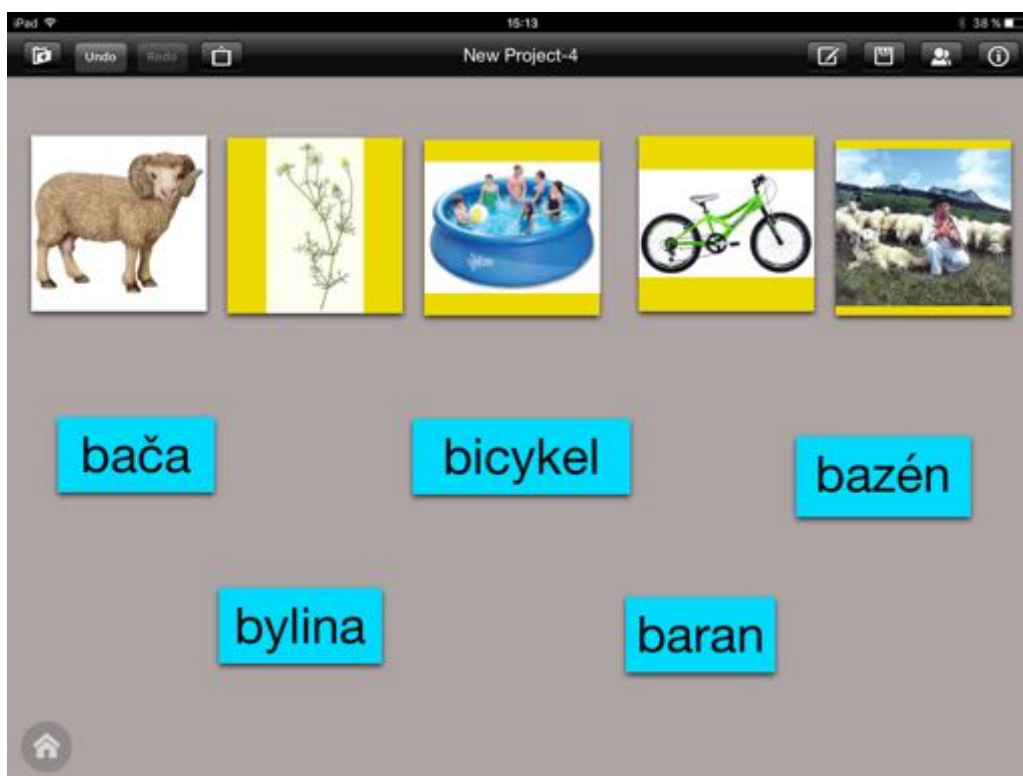 iPad 15:13 38 %
Undo Redo New Project-4
bača bicykel bazén
bylina baran